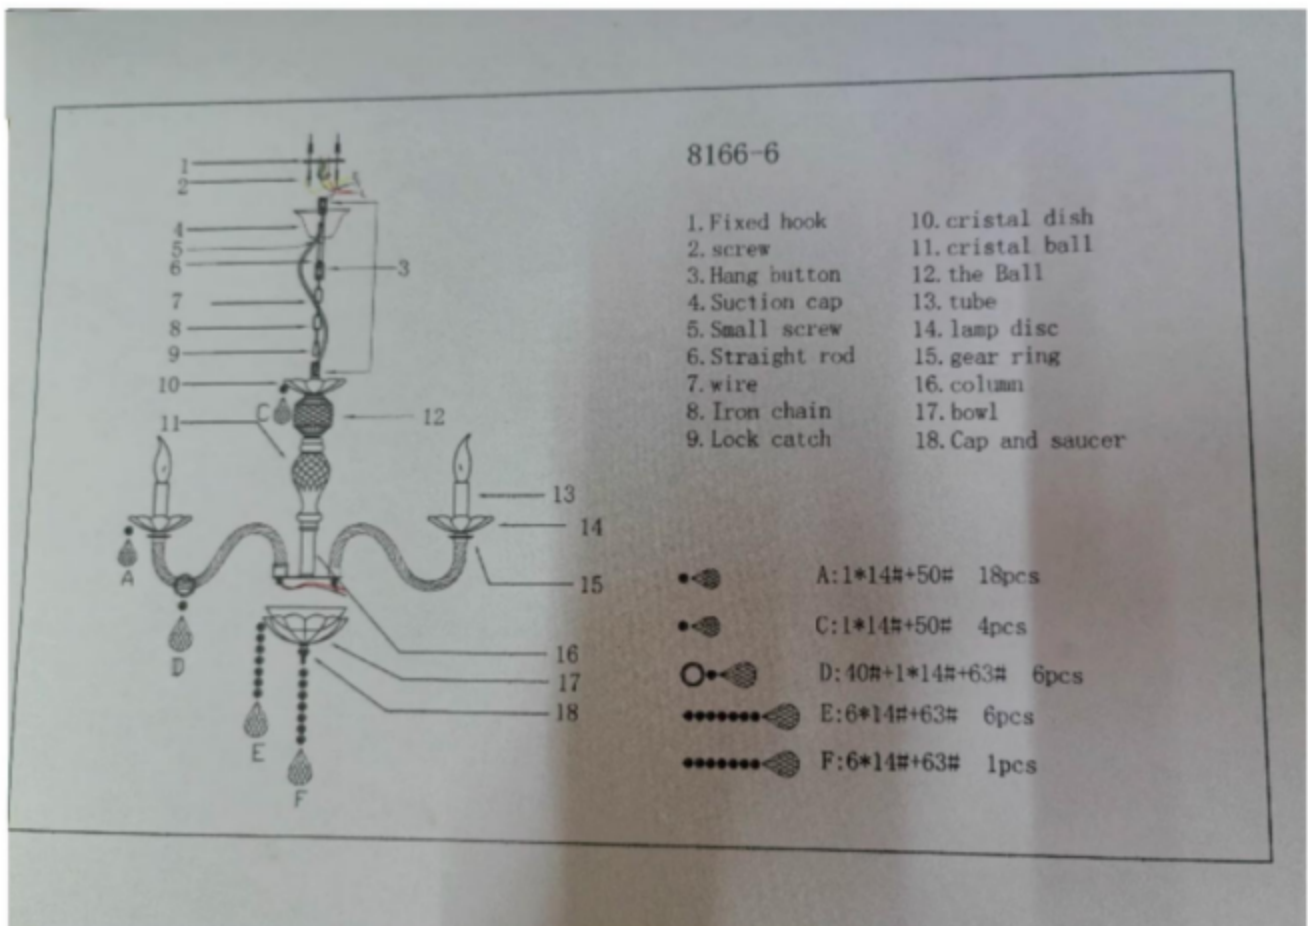 8166-6
1
2
4
5
6
3
7
8
9
10
C
11
12
13
14
A
15
D
16
17
18
E
F
1. Fixed hook
2. screw
3. Hang button
4. Suction cap
5. Small screw
6. Straight rod
7. wire
8. Iron chain
9. Lock catch
10. cristal dish
11. cristal ball
12. the Ball
13. tube
14. lamp disc
15. gear ring
16. column
17. bowl
18. Cap and saucer
A:1*14#+50# 18pcs
C:1*14#+50# 4pcs
D:40#+1*14#+63# 6pcs
E:6*14#+63# 6pcs
F:6*14#+63# 1pcs